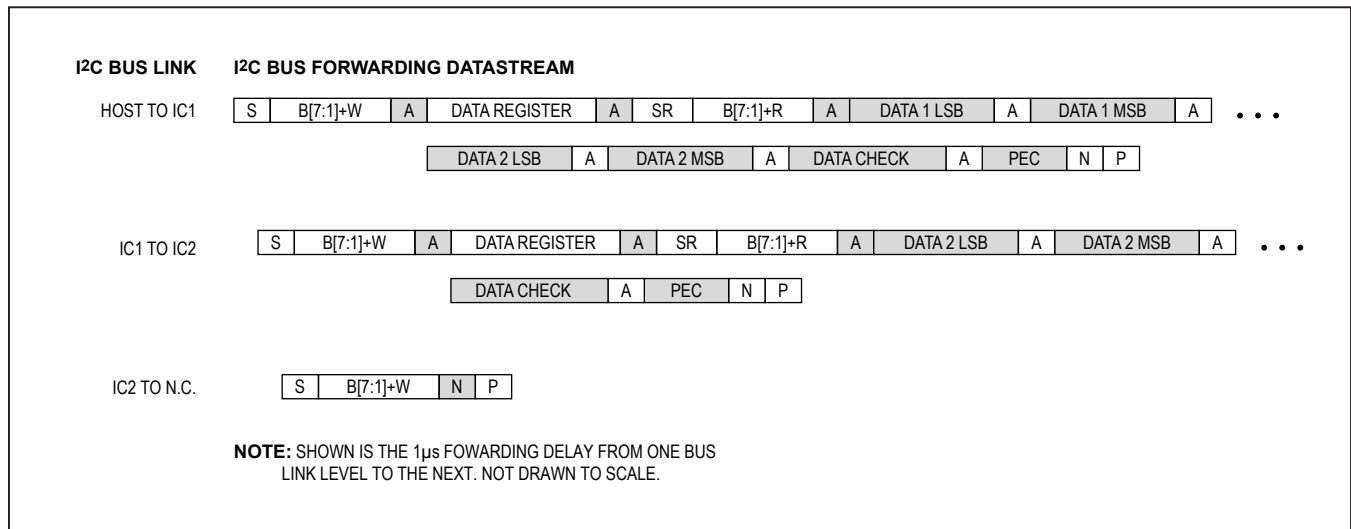 I2C BUS LINK I2C BUS FORWARDING DATASTREAM
HOST TO IC1 S B[7:1]+W A DATA REGISTER A SR B[7:1]+R A DATA 1 LSB A DATA 1 MSB A • • •
DATA 2 LSB A DATA 2 MSB A DATA CHECK A PEC N P
IC1 TO IC2 S B[7:1]+W A DATA REGISTER A SR B[7:1]+R A DATA 2 LSB A DATA 2 MSB A • • •
DATA CHECK A PEC N P
IC2 TO N.C. S B[7:1]+W N P
NOTE: SHOWN IS THE 1µs FOWARDING DELAY FROM ONE BUS
LINK LEVEL TO THE NEXT. NOT DRAWN TO SCALE.